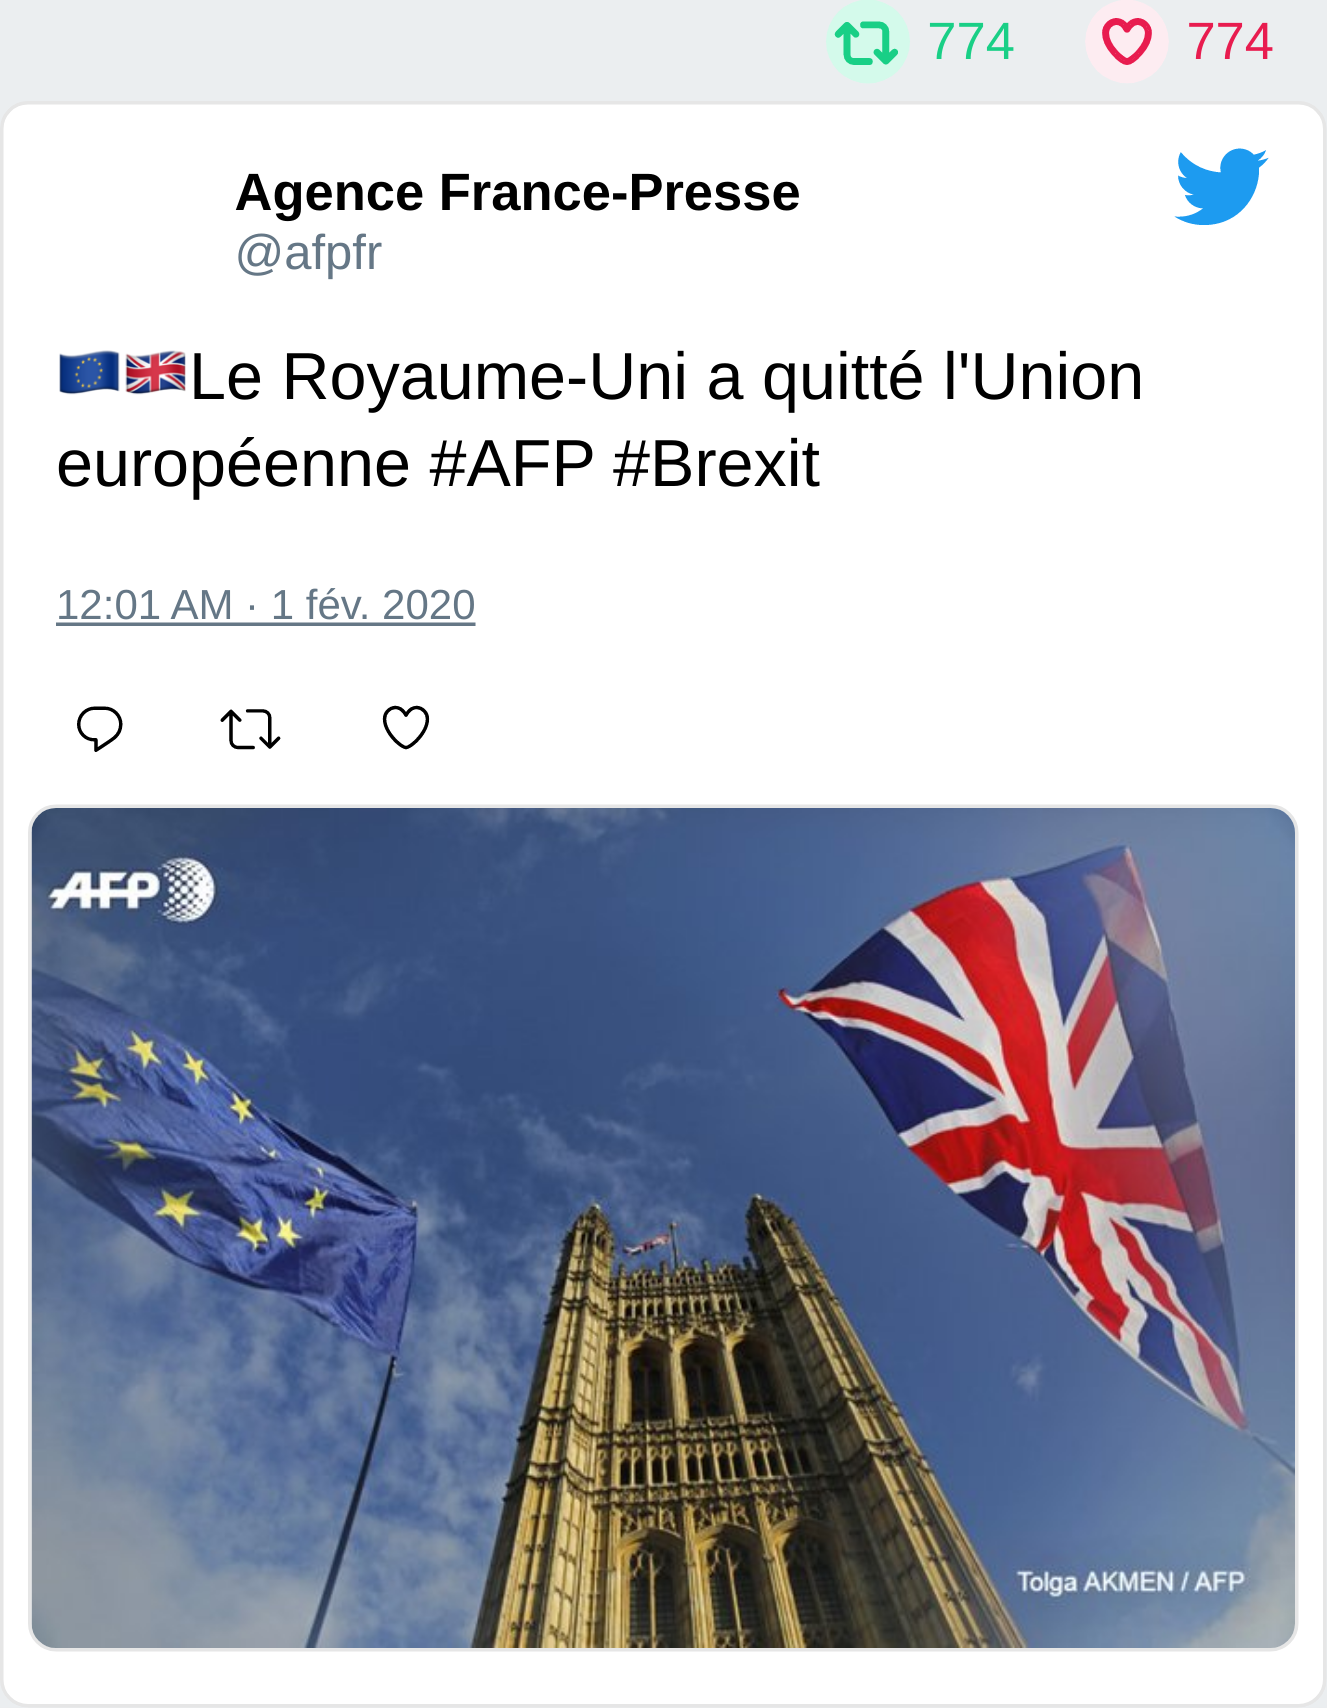 774 774
Agence France-Presse
@afpfr
🇪🇺🇬🇧Le Royaume-Uni a quitté l'Union
européenne #AFP #Brexit
12:01 AM · 1 fév. 2020
AFP
Tolga AKMEN / AFP